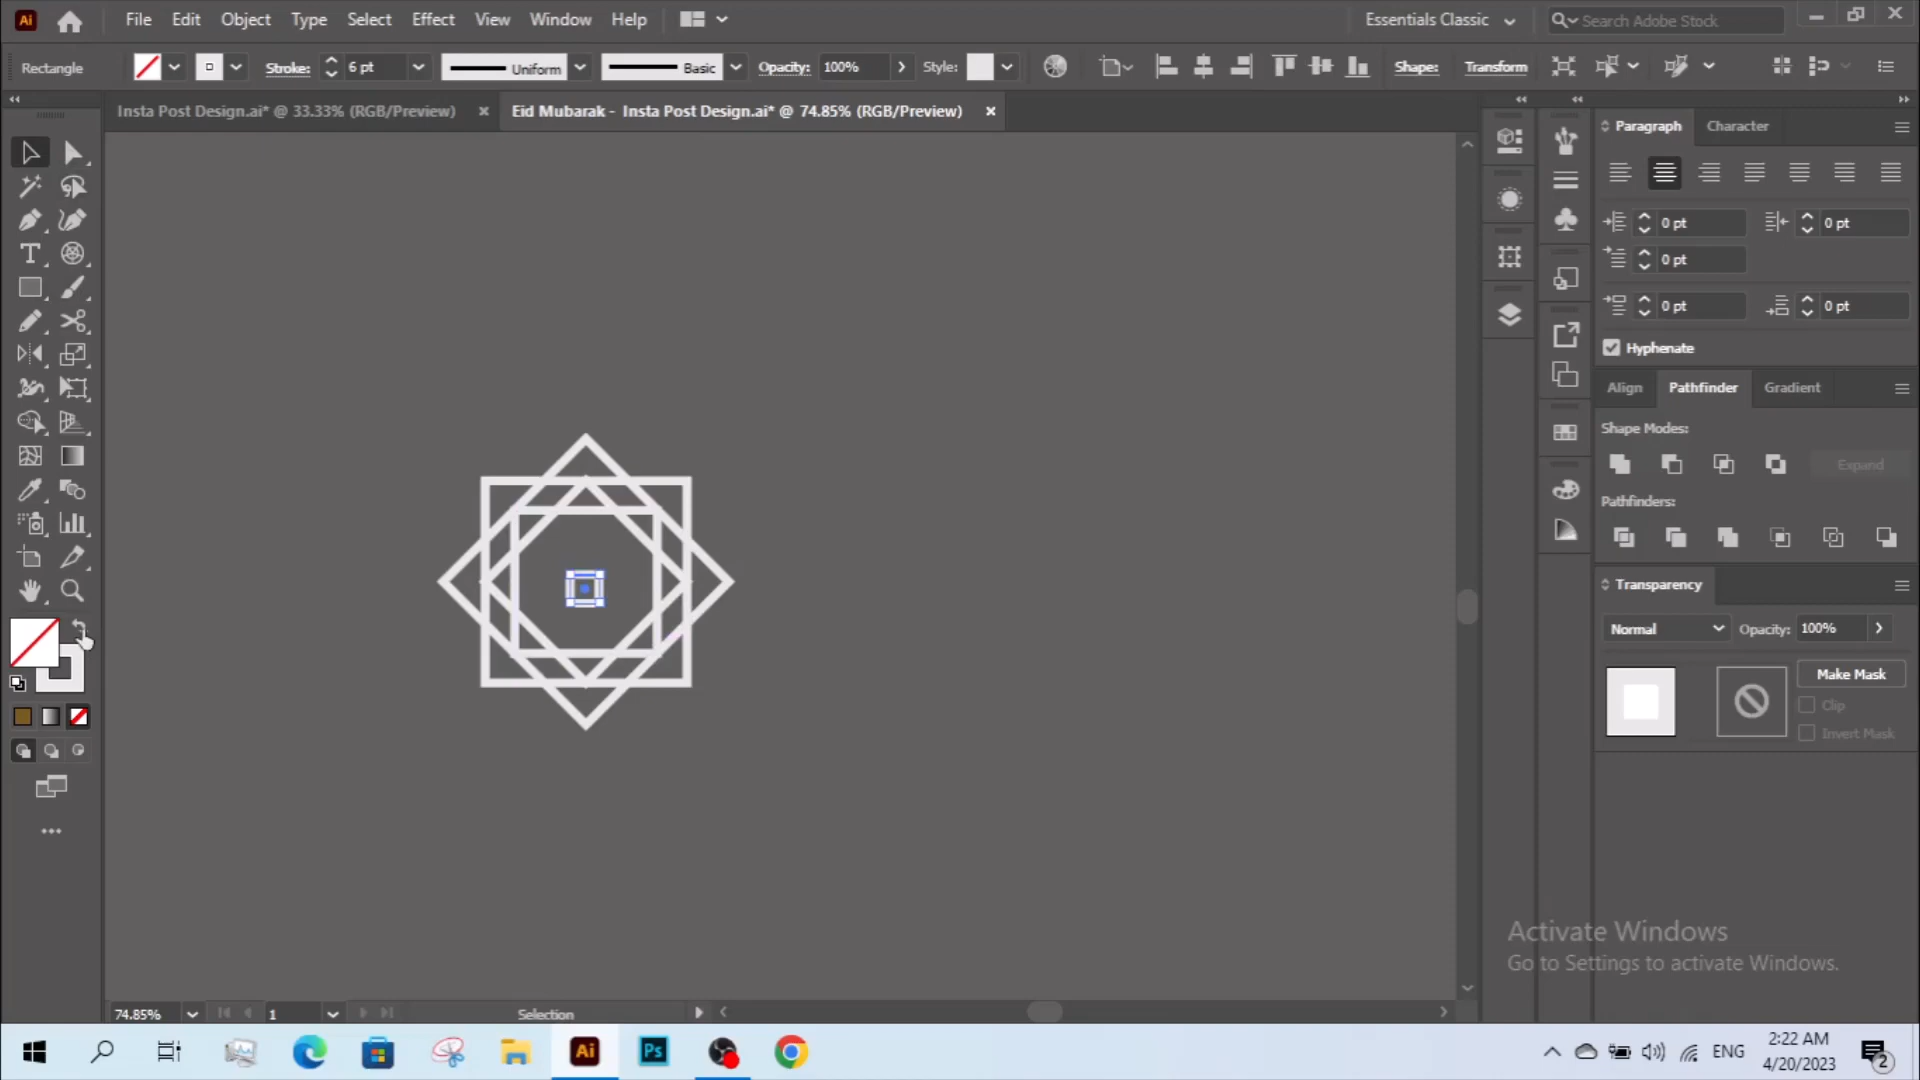 Ai File Edit Object Type Select Effect View Window Help Essentials Classic Search Adobe Stock
Rectangle Stroke: 6 pt Uniform Basic Opacity: 100% Style: Shape: Transform
Insta Post Design.ai* @ 33.33% (RGB/Preview) Eid Mubarak - Insta Post Design.ai* @ 74.85% (RGB/Preview)
Paragraph Character
0 pt 0 pt
0 pt
0 pt 0 pt
Hyphenate
Align Pathfinder Gradient
Shape Modes:
Expand
Pathfinders:
Transparency
Normal Opacity: 100%
Make Mask
Clip
Invert Mask
Activate Windows
Go to Settings to activate Windows.
74.85% 1 Selection
Ai Ps ENG 2:22 AM
4/20/2023 2